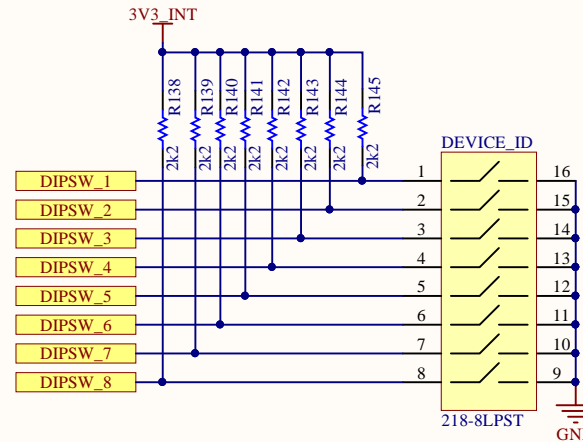 3V3_INT
R138
R139
R140
R141
R142
R143
R144
R145
2k2
2k2
2k2
2k2
2k2
2k2
2k2
2k2
DEVICE_ID
DIPSW_1 1 16
DIPSW_2 2 15
DIPSW_3 3 14
DIPSW_4 4 13
DIPSW_5 5 12
DIPSW_6 6 11
DIPSW_7 7 10
DIPSW_8 8 9
218-8LPST
GN